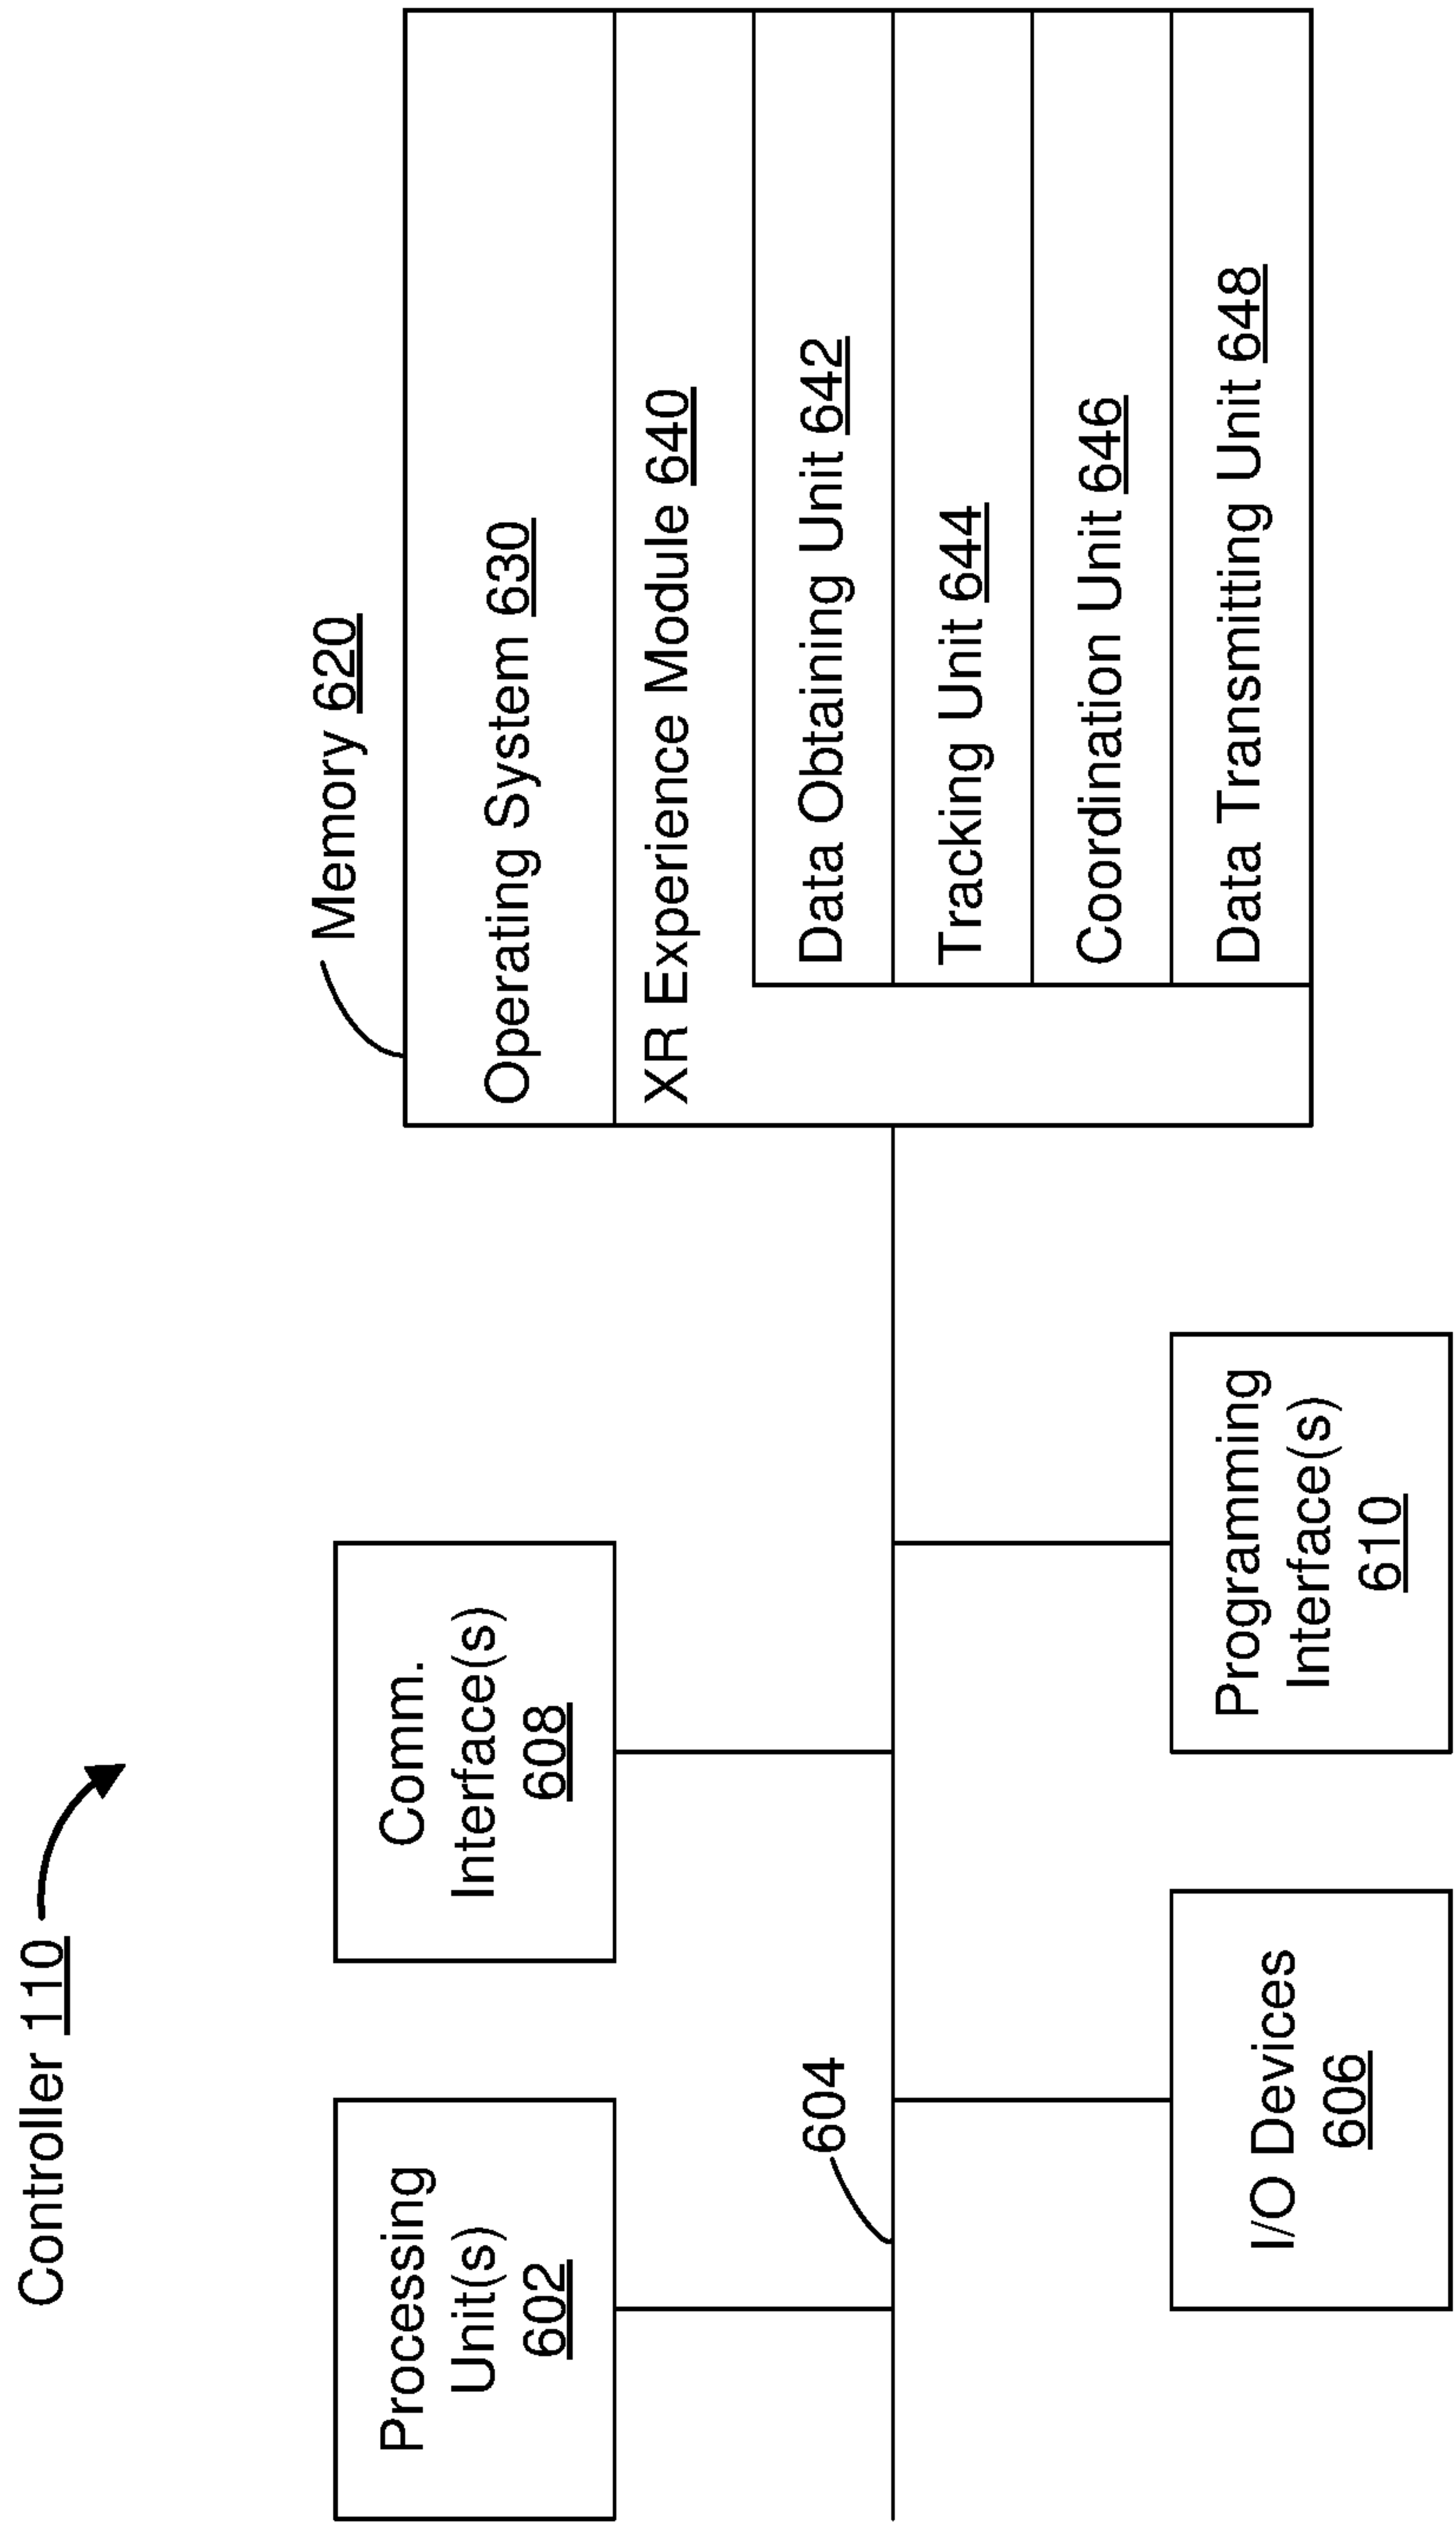 Controller 110
Memory 620
Processing
Unit(s)
602
Comm.
Interface(s)
608
Operating System 630
XR Experience Module 640
Data Obtaining Unit 642
Tracking Unit 644
Coordination Unit 646
Data Transmitting Unit 648
604
I/O Devices
606
Programming
Interface(s)
610